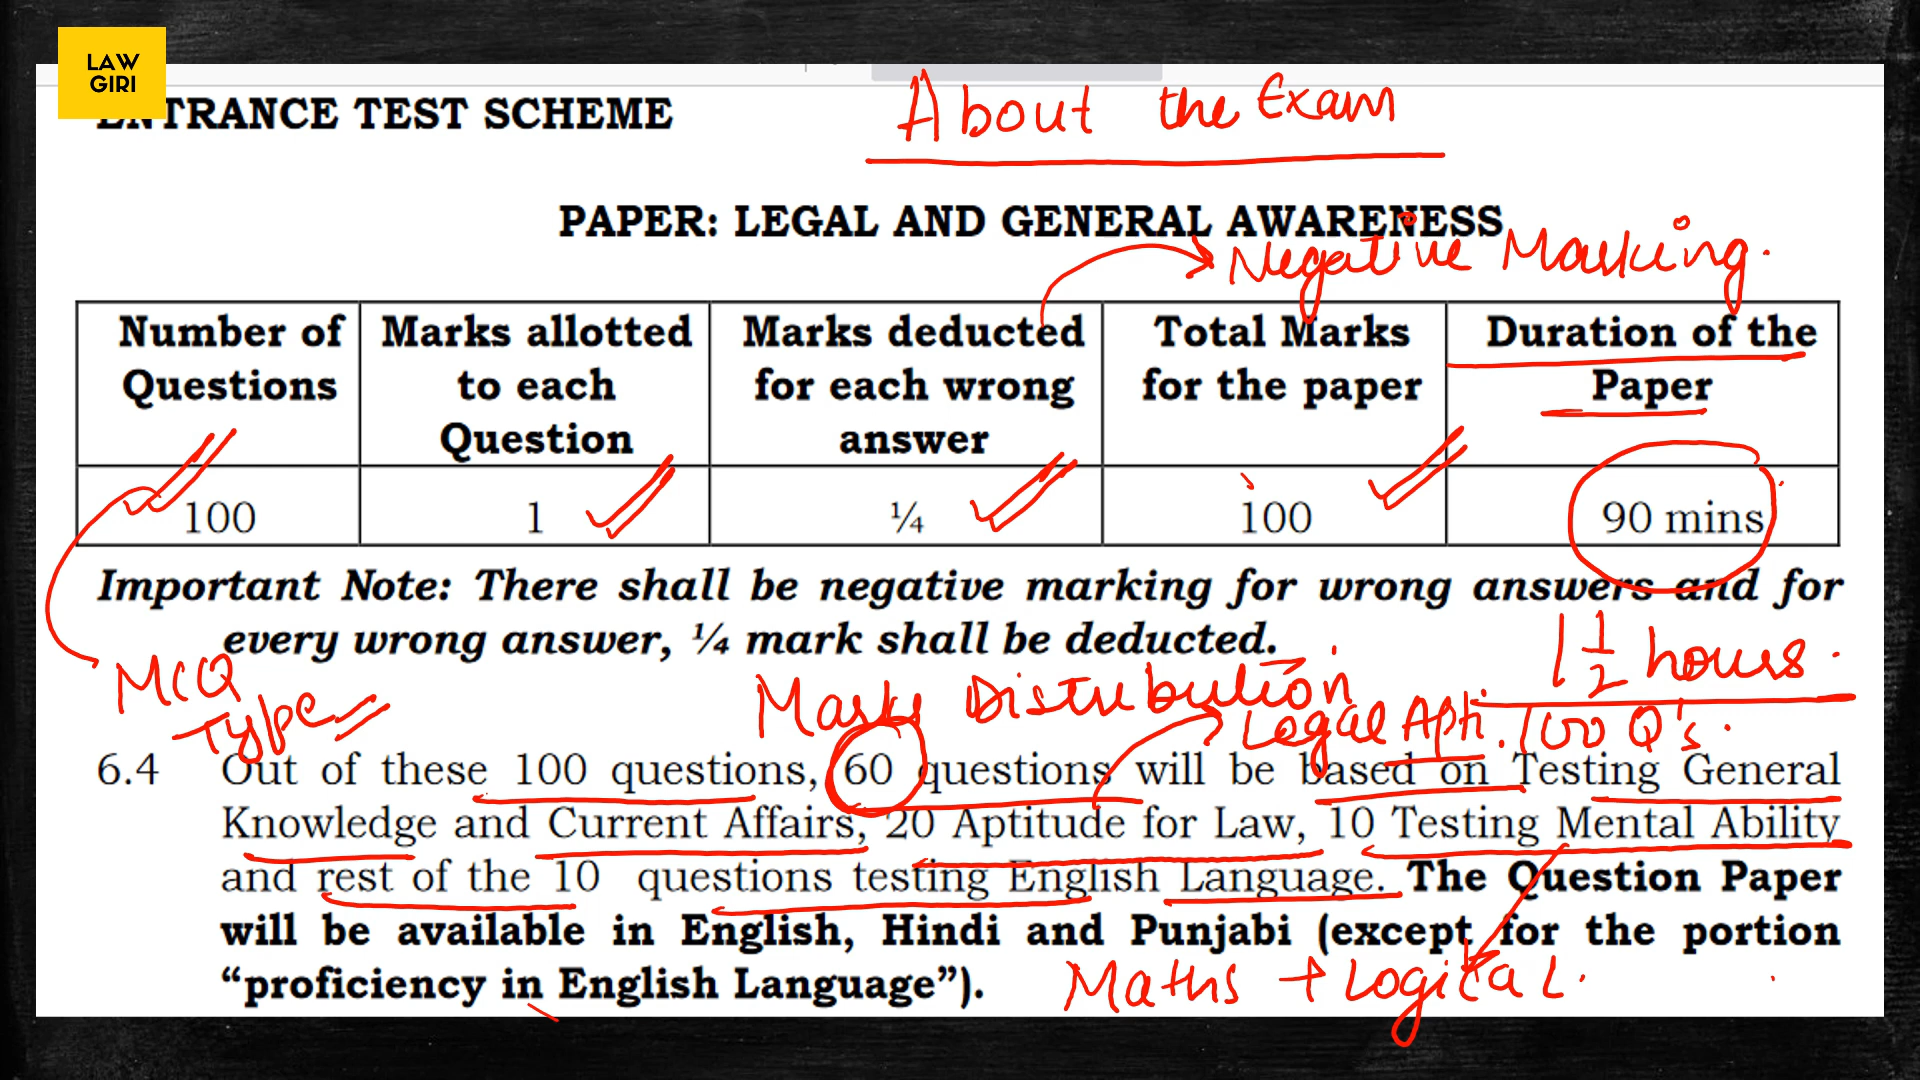 LAW
GIRI
ENTRANCE TEST SCHEME
About the Exam
PAPER: LEGAL AND GENERAL AWARENESS
Negative Marking.
Number of Questions
Marks allotted to each Question
Marks deducted for each wrong answer
Total Marks for the paper
Duration of the Paper
100
1
¼
100
90 mins
Important Note: There shall be negative marking for wrong answers and for
every wrong answer, ¼ mark shall be deducted.
1 1/2 hours.
MCQ
Type
Marks Distribution
Legal Apti.
100 Q's.
6.4 Out of these 100 questions, 60 questions will be based on Testing General
Knowledge and Current Affairs, 20 Aptitude for Law, 10 Testing Mental Ability
and rest of the 10 questions testing English Language. The Question Paper
will be available in English, Hindi and Punjabi (except for the portion
“proficiency in English Language”).
Maths + Logical.